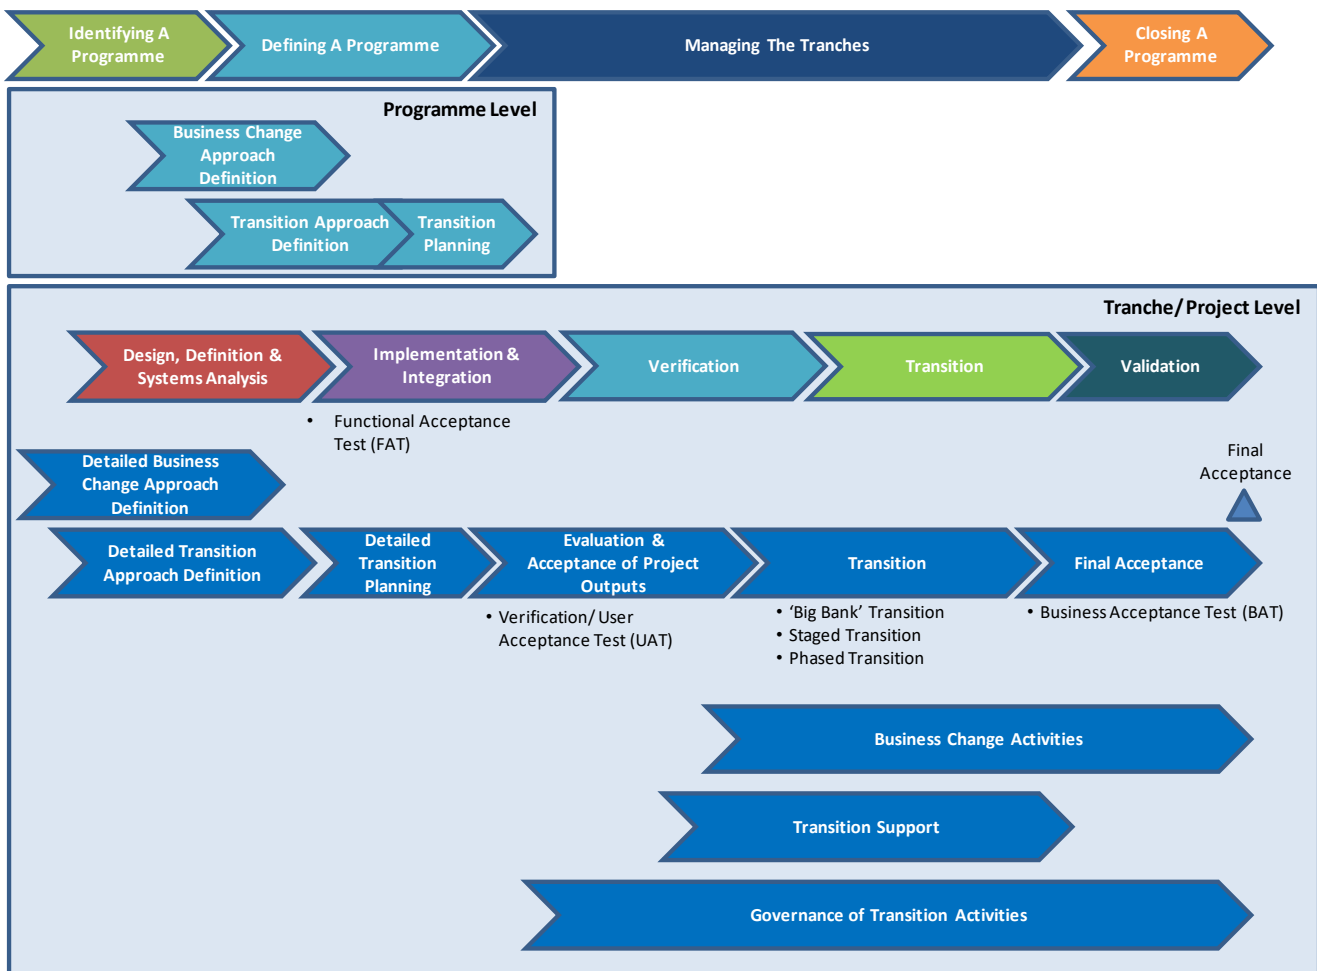 Identifying A
Programme
Defining A Programme
Managing The Tranches
Closing A
Programme
Programme Level
Business Change
Approach
Definition
Transition Approach
Definition
Transition
Planning
Tranche/ Project Level
Design, Definition &
Systems Analysis
Implementation &
Integration
Verification
Transition
Validation
• Functional Acceptance
Test (FAT)
Detailed Business
Change Approach
Definition
Final
Acceptance
Detailed Transition
Approach Definition
Detailed
Transition
Planning
Evaluation &
Acceptance of Project
Outputs
Transition
Final Acceptance
• Verification/ User
Acceptance Test (UAT)
• ‘Big Bank’ Transition
• Staged Transition
• Phased Transition
• Business Acceptance Test (BAT)
Business Change Activities
Transition Support
Governance of Transition Activities